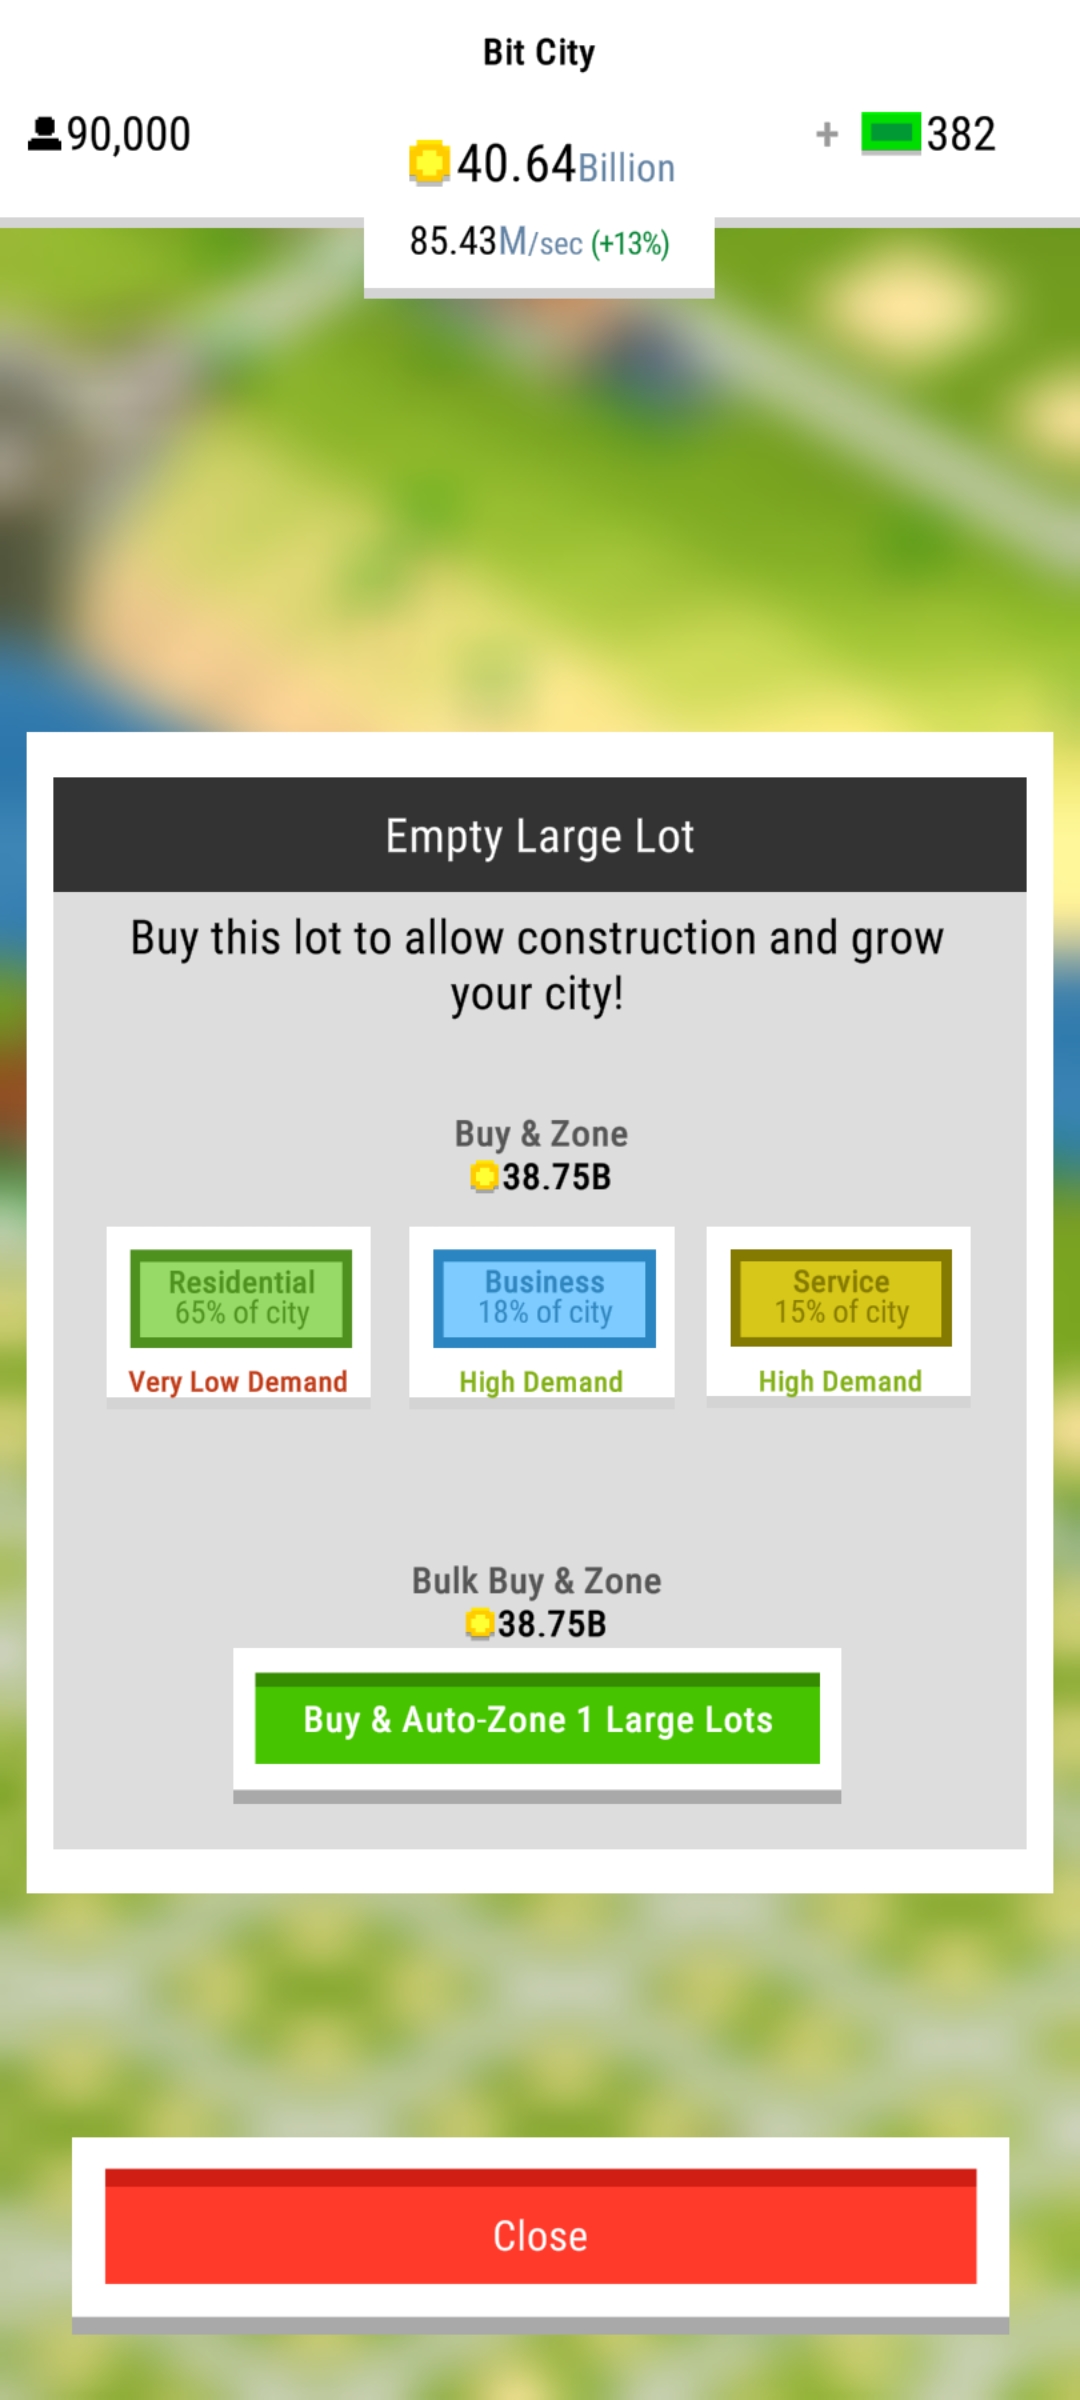 Bit City
90,000
40.64Billion
+ 382
85.43M/sec (+13%)
Empty Large Lot
Buy this lot to allow construction and grow
your city!
Buy & Zone
38.75B
Residential
65% of city
Very Low Demand
Business
18% of city
High Demand
Service
15% of city
High Demand
Bulk Buy & Zone
38.75B
Buy & Auto-Zone 1 Large Lots
Close